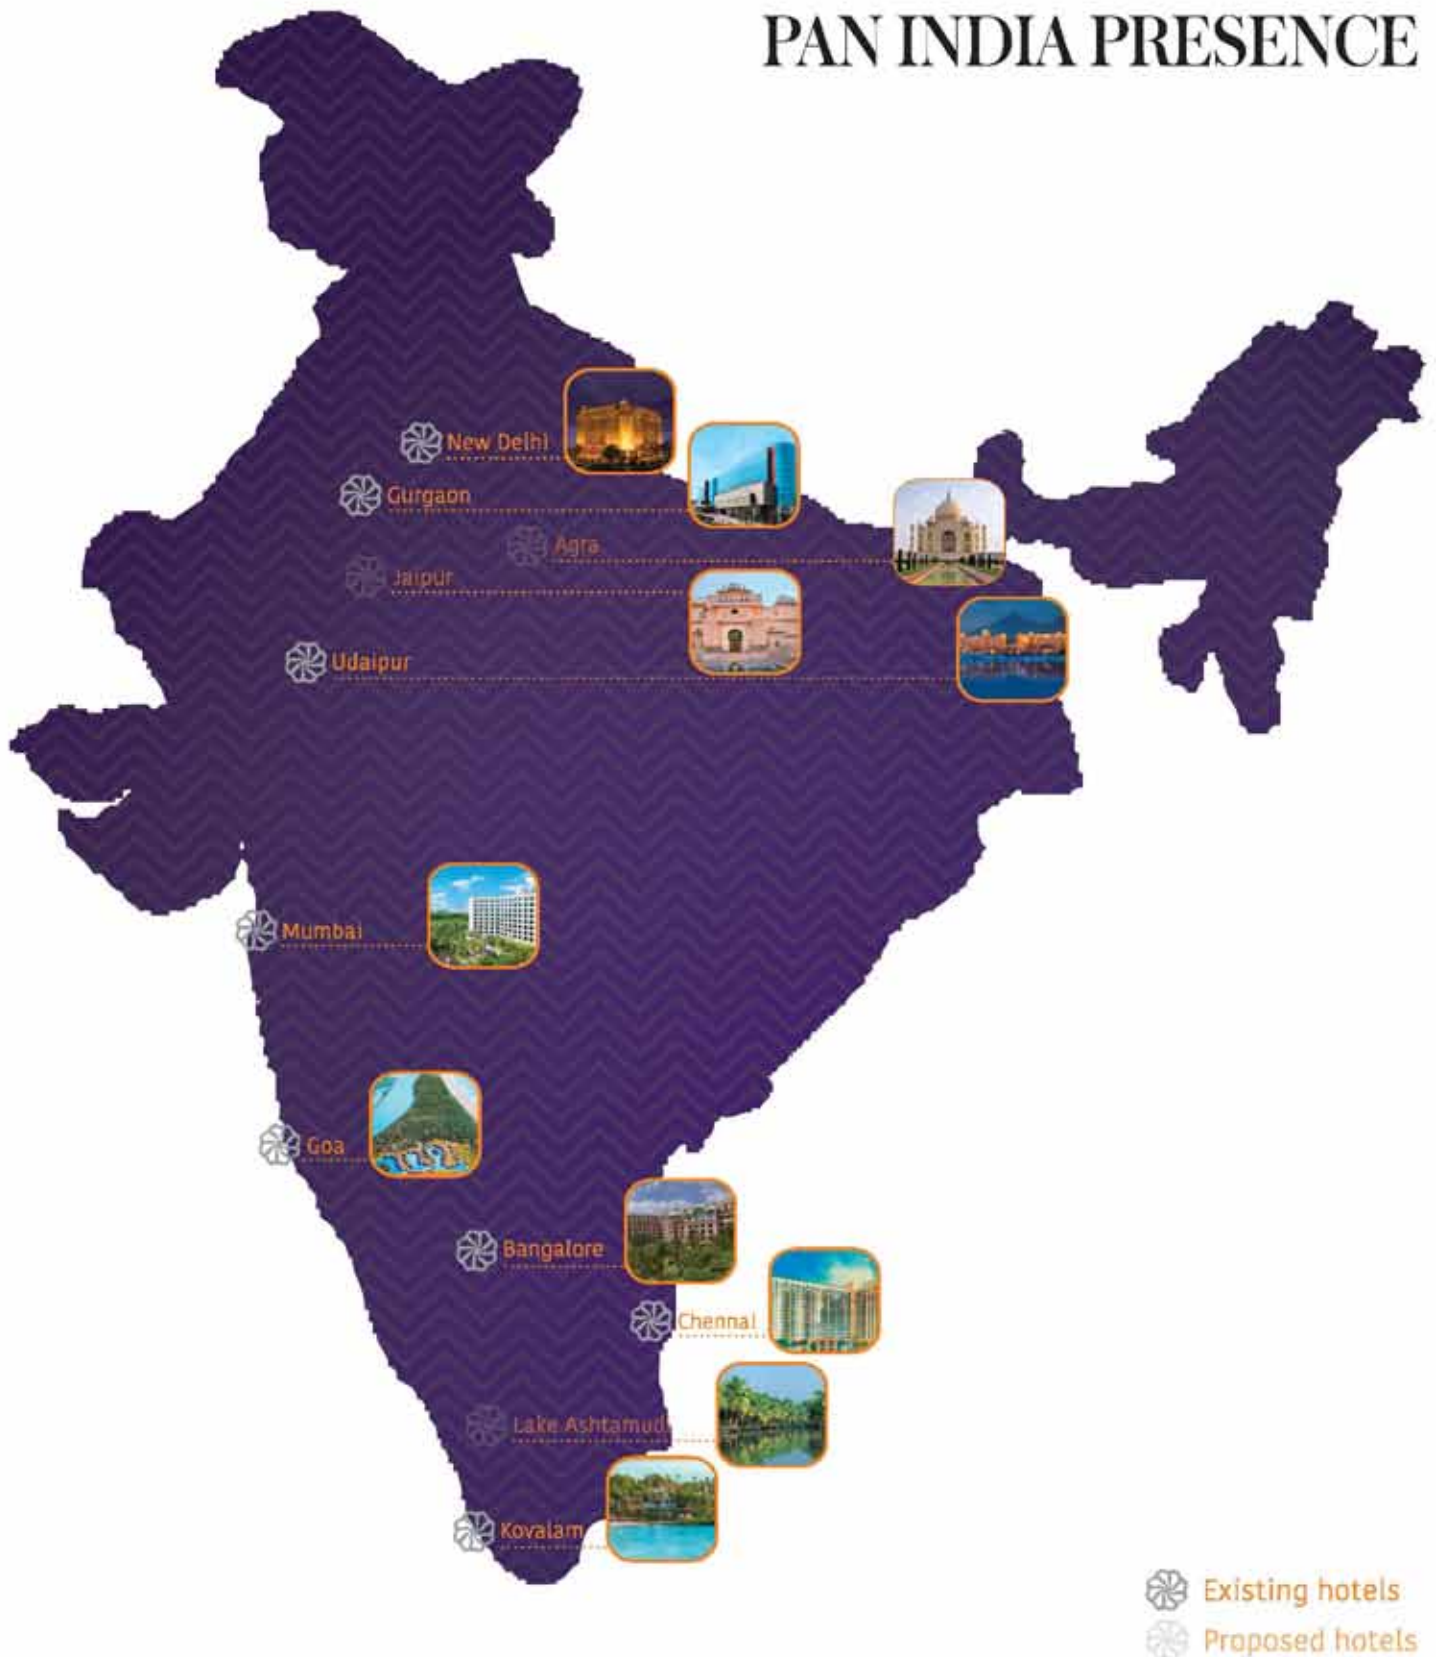 PAN INDIA PRESENCE
New Delhi
Gurgaon
Agra
Jaipur
Udaipur
Mumbai
Goa
Bangalore
Chennai
Lake Ashtamudi
Kovalam
Existing hotels
Proposed hotels